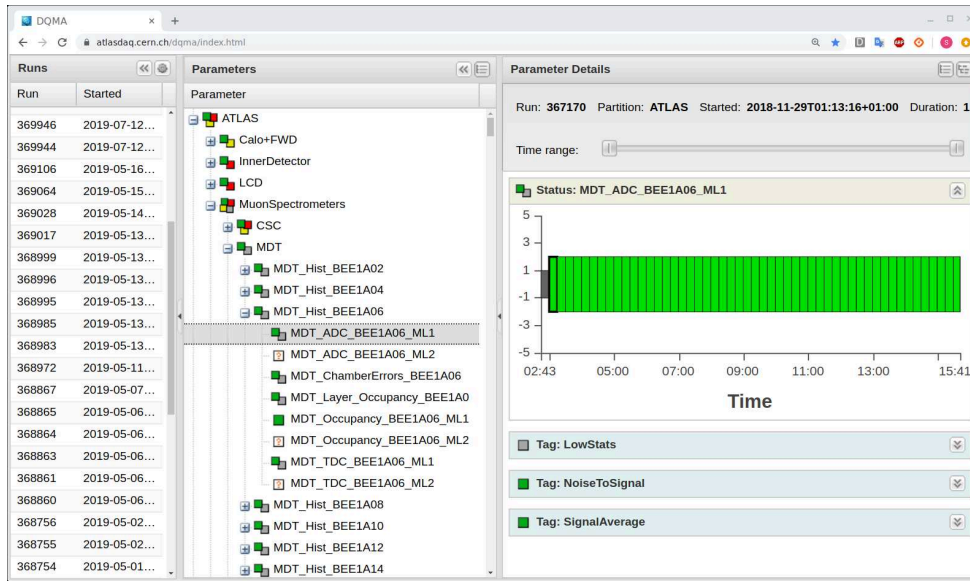 DQMA × +
atlasdaq.cern.ch/dqma/index.html
Runs
Run Started
369946 2019-07-12...
369944 2019-07-12...
369106 2019-05-16...
369064 2019-05-15...
369028 2019-05-14...
369017 2019-05-13...
368999 2019-05-13...
368996 2019-05-13...
368995 2019-05-13...
368985 2019-05-13...
368983 2019-05-13...
368972 2019-05-11...
368867 2019-05-07...
368865 2019-05-06...
368864 2019-05-06...
368863 2019-05-06...
368861 2019-05-06...
368860 2019-05-06...
368756 2019-05-02...
368755 2019-05-02...
368754 2019-05-01...
Parameters
Parameter
ATLAS
Calo+FWD
InnerDetector
LCD
MuonSpectrometers
CSC
MDT
MDT_Hist_BEE1A02
MDT_Hist_BEE1A04
MDT_Hist_BEE1A06
MDT_ADC_BEE1A06_ML1
MDT_ADC_BEE1A06_ML2
MDT_ChamberErrors_BEE1A06
MDT_Layer_Occupancy_BEE1A0
MDT_Occupancy_BEE1A06_ML1
MDT_Occupancy_BEE1A06_ML2
MDT_TDC_BEE1A06_ML1
MDT_TDC_BEE1A06_ML2
MDT_Hist_BEE1A08
MDT_Hist_BEE1A10
MDT_Hist_BEE1A12
MDT_Hist_BEE1A14
Parameter Details
Run: 367170 Partition: ATLAS Started: 2018-11-29T01:13:16+01:00 Duration: 1
Time range:
Status: MDT_ADC_BEE1A06_ML1
5
3
1
-1
-3
-5
02:43 05:00 07:00 09:00 11:00 13:00 15:41
Time
Tag: LowStats
Tag: NoiseToSignal
Tag: SignalAverage